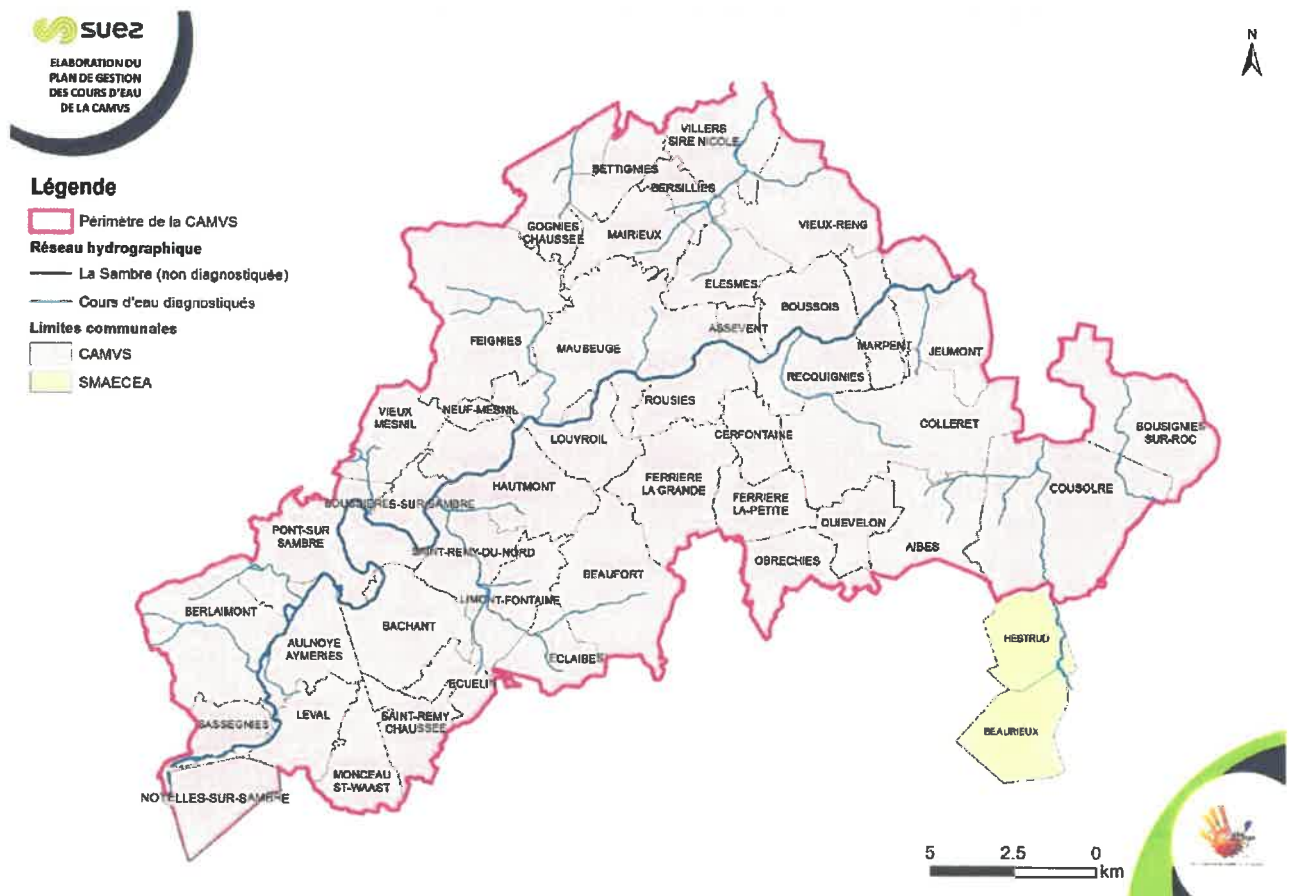 suez
ELABORATION DU
PLAN DE GESTION
DES COURS D'EAU
DE LA CAMVS
N
Légende
Périmètre de la CAMVS
Réseau hydrographique
La Sambre (non diagnostiquée)
Cours d'eau diagnostiqués
Limites communales
CAMVS
SMAECEA
VILLERS
SIRE NICOLE
BETTIGNIES
BERSILLIES
GOGNIES
CHAUSSEE
MAIRIEUX
VIEUX-RENG
ELESMES
BOUSSOIS
ASSEVENT
FEIGNIES
MAUBEUGE
MARPENT
JEUMONT
RECQUIGNIES
ROUSIES
VIEUX
MESNIL
NEUF-MESNIL
LOUVROIL
CERFONTAINE
COLLERET
BOUSIGNIES
SUR-ROC
HAUTMONT
FERRIERE
LA GRANDE
FERRIERE
LA-PETITE
COUSOLRE
BOUSSIERES-SUR-SAMBRE
QUIEVELON
PONT-SUR
SAMBRE
SAINT-REMY-DU-NORD
AIBES
OBRECHIES
BEAUFORT
LIMONT-FONTAINE
BERLAIMONT
BACHANT
AULNOYE
AYMERIES
HESTRUD
ECLAIBES
ECUELIN
LEVAL
SAINT-REMY
CHAUSSEE
SASSEGNIES
BEAURIEUX
MONCEAU
ST-WAAST
NOYELLES-SUR-SAMBRE
5 2.5 0
km